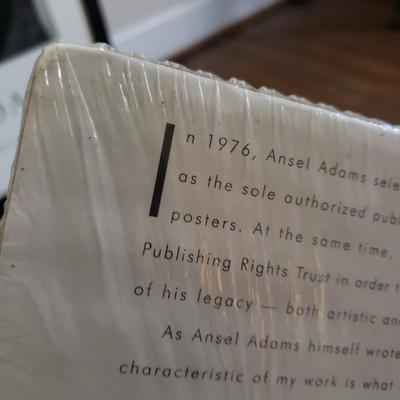 In 1976, Ansel Adams sele
as the sole authorized publ
posters. At the same time,
Publishing Rights Trust in order t
of his legacy — both artistic an
As Ansel Adams himself wrote
characteristic of my work is what